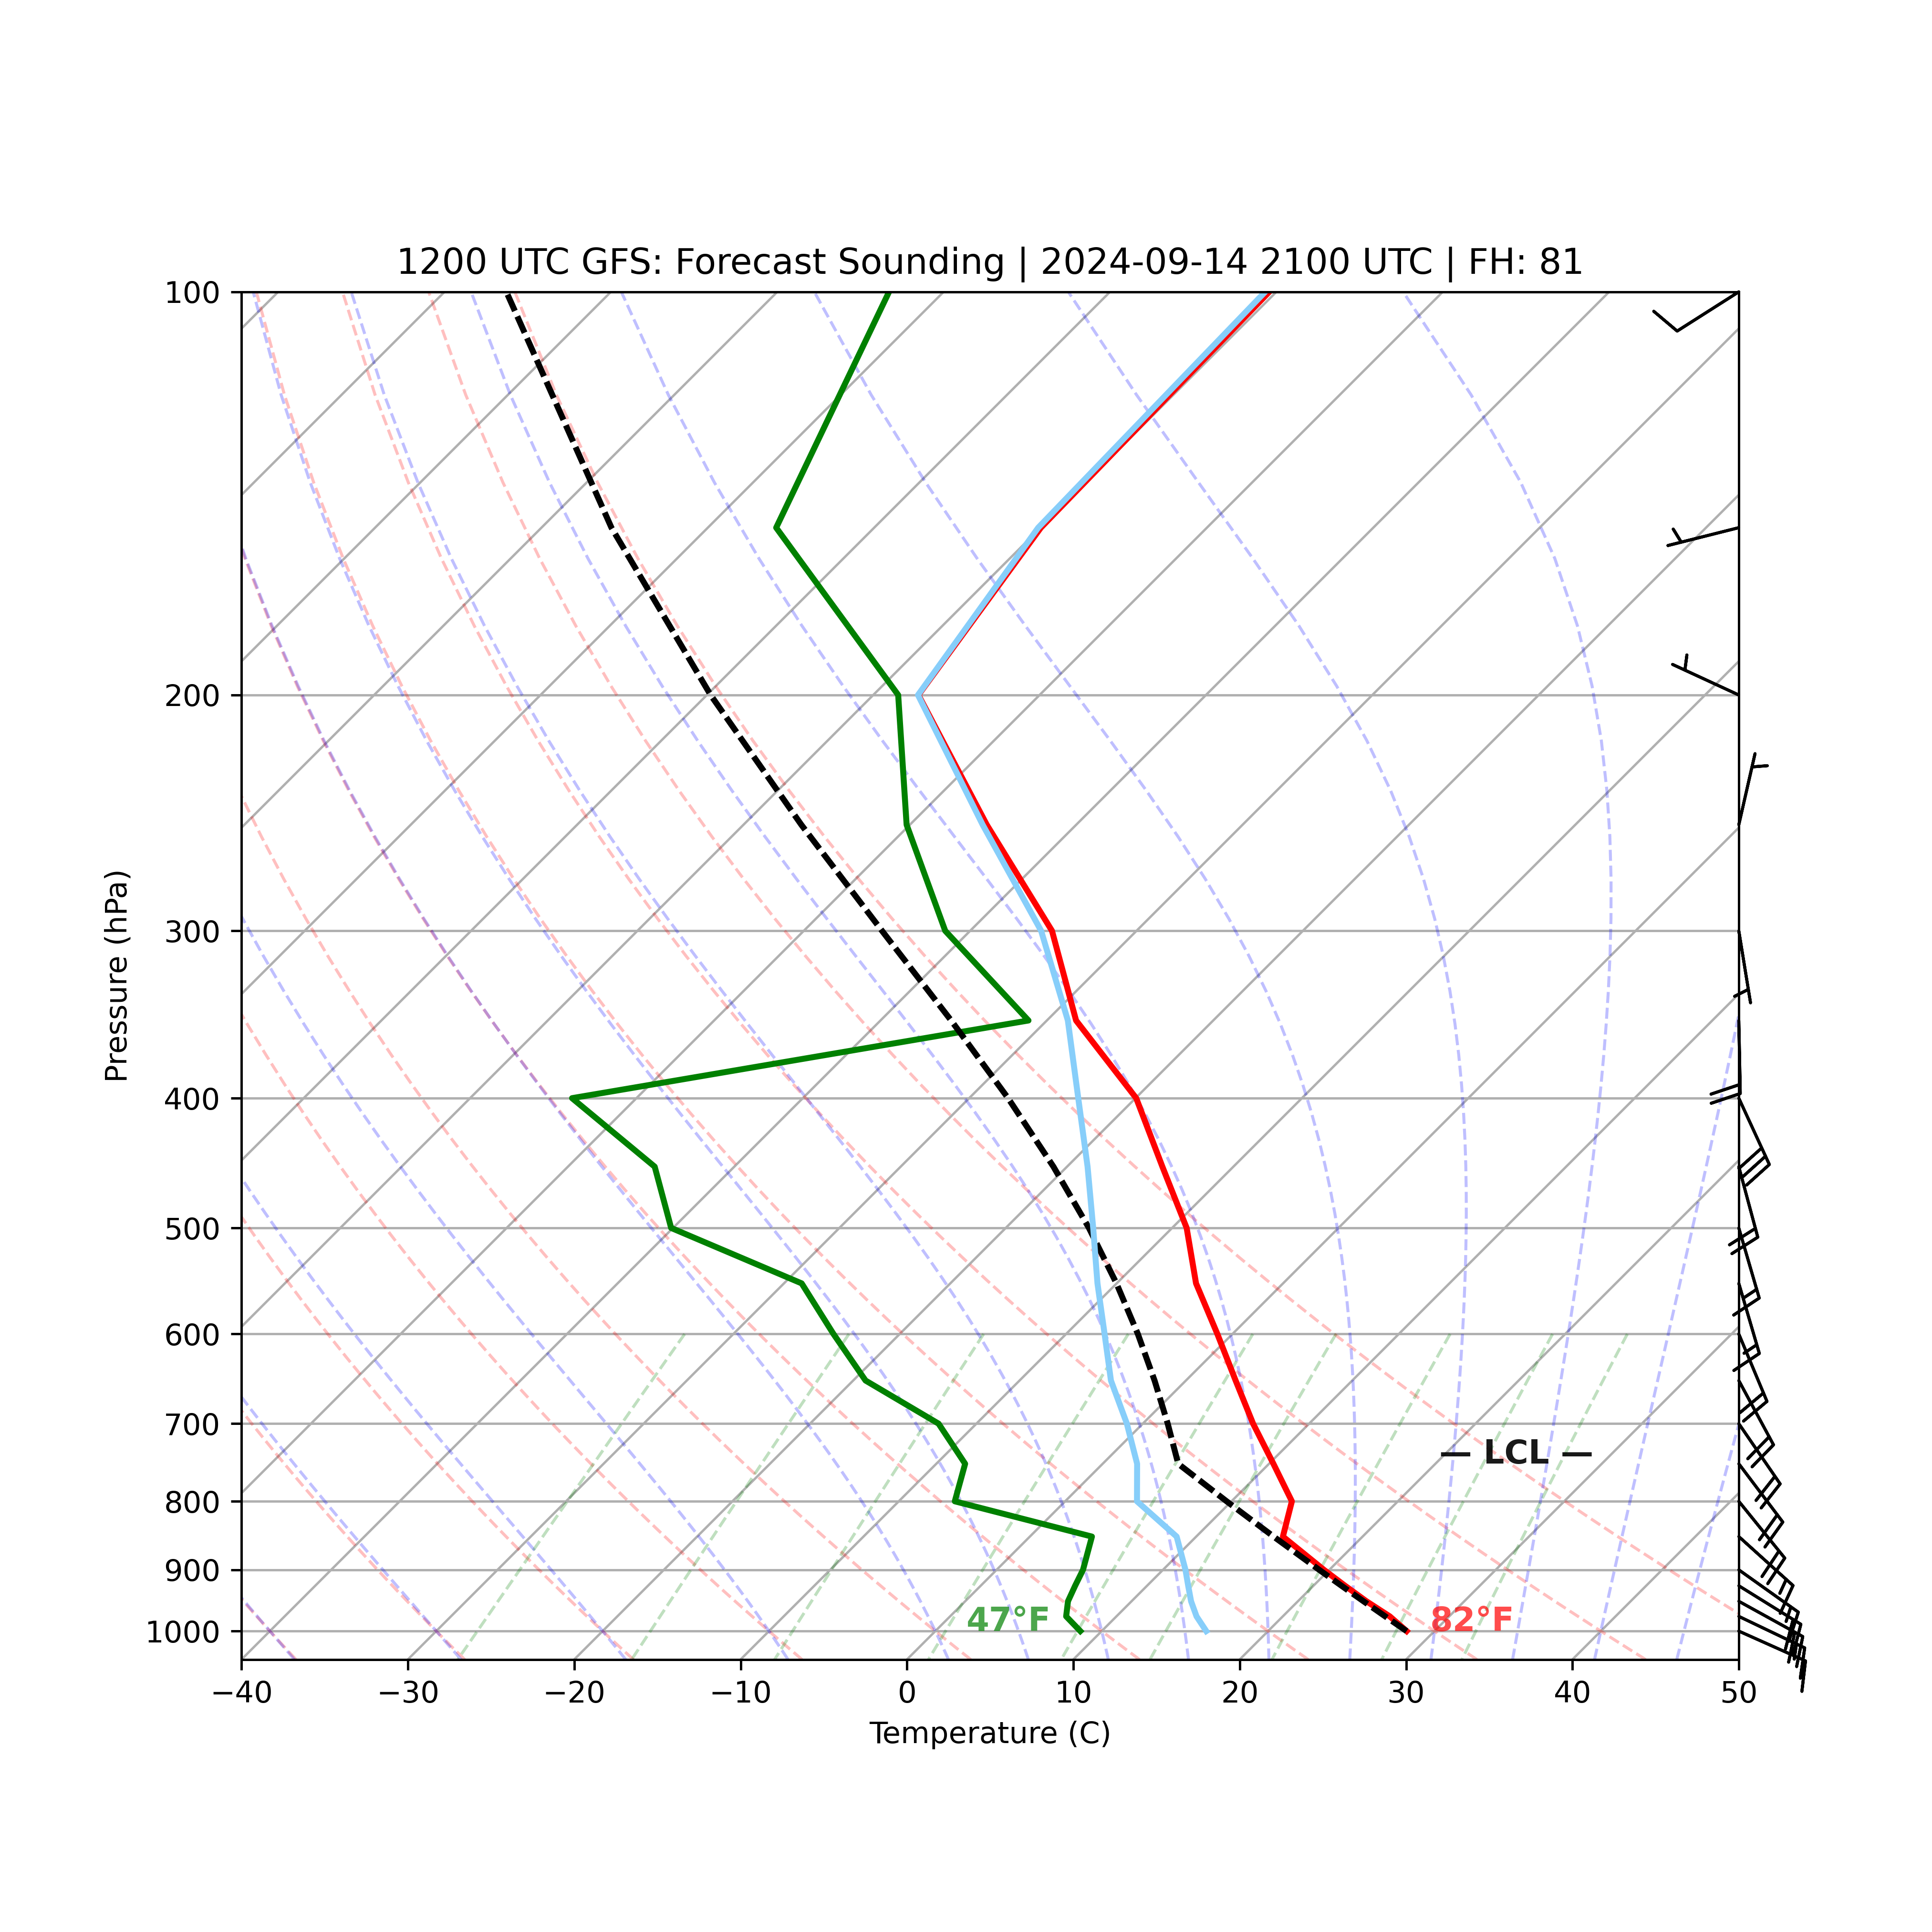 1200 UTC GFS: Forecast Sounding | 2024-09-14 2100 UTC | FH: 81
100
200
300
400
500
600
700
800
900
1000
Pressure (hPa)
— LCL —
47°F
82°F
−40 −30 −20 −10 0 10 20 30 40 50
Temperature (C)